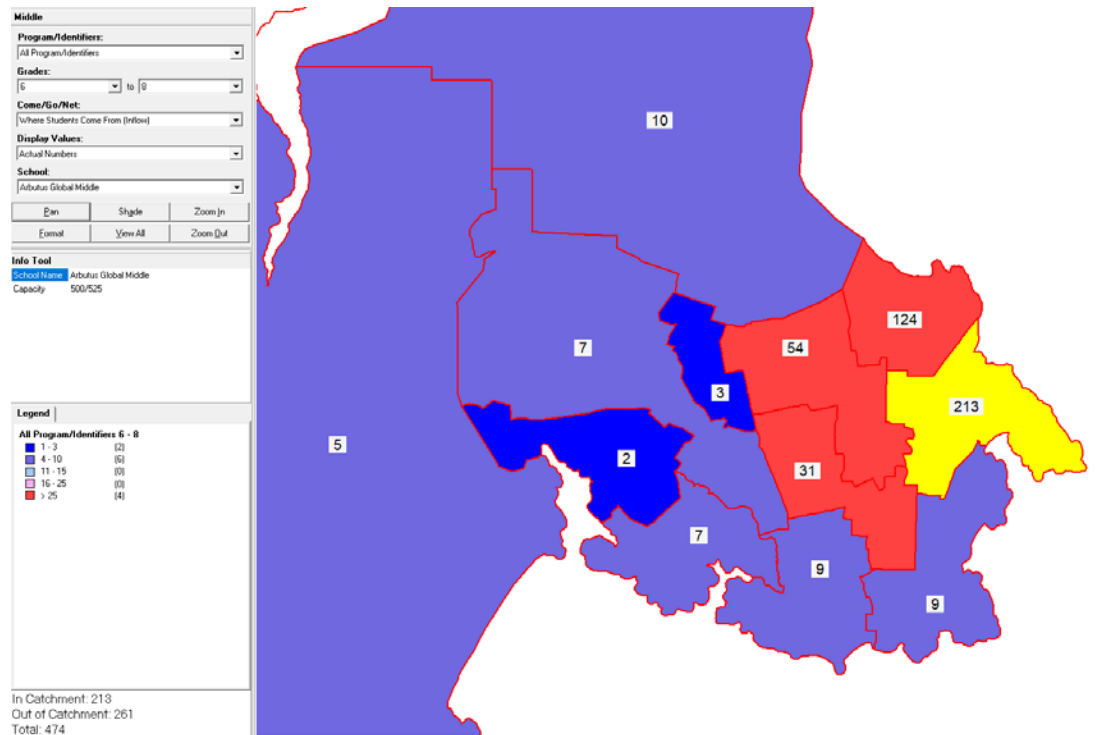 Middle
Program/Identifiers:
All Program/Identifiers
Grades:
6 to 8
Come/Go/Net:
Where Students Come From (Inflow)
Display Values:
Actual Numbers
School:
Arbutus Global Middle
Pan Shade Zoom In
Format View All Zoom Out
Info Tool
School Name Arbutus Global Middle
Capacity 500/525
Legend
All Program/Identifiers 6 - 8
1 - 3 (2)
4 - 10 (6)
11 - 15 (0)
16 - 25 (0)
> 25 (4)
In Catchment: 213
Out of Catchment: 261
Total: 474
10
124
54
7
3
213
5
2
31
7
9
9